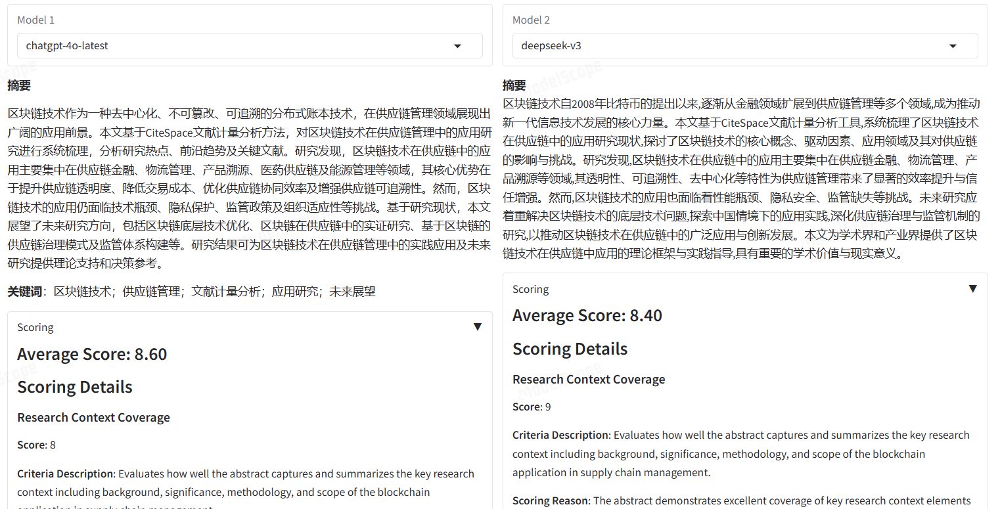 Model 1
chatgpt-4o-latest
摘要
区块链技术作为一种去中心化、不可篡改、可追溯的分布式账本技术，在供应链管理领域展现出
广阔的应用前景。本文基于CiteSpace文献计量分析方法，对区块链技术在供应链管理中的应用研
究进行系统梳理，分析研究热点、前沿趋势及关键文献。研究发现，区块链技术在供应链中的应
用主要集中在供应链金融、物流管理、产品溯源、医药供应链及能源管理等领域，其核心优势在
于提升供应链透明度、降低交易成本、优化供应链协同效率及增强供应链可追溯性。然而，区块
链技术的应用仍面临技术瓶颈、隐私保护、监管政策及组织适应性等挑战。基于研究现状，本文
展望了未来研究方向，包括区块链底层技术优化、区块链在供应链中的实证研究、基于区块链的
供应链治理模式及监管体系构建等。研究结果可为区块链技术在供应链管理中的实践应用及未来
研究提供理论支持和决策参考。
关键词：区块链技术；供应链管理；文献计量分析；应用研究；未来展望
Scoring
Average Score: 8.60
Scoring Details
Research Context Coverage
Score: 8
Criteria Description: Evaluates how well the abstract captures and summarizes the key research
context including background, significance, methodology, and scope of the blockchain
application in supply chain management.
Model 2
deepseek-v3
摘要
区块链技术自2008年比特币的提出以来,逐渐从金融领域扩展到供应链管理等多个领域,成为推动
新一代信息技术发展的核心力量。本文基于CiteSpace文献计量分析工具,系统梳理了区块链技术
在供应链中的应用研究现状,探讨了区块链技术的核心概念、驱动因素、应用领域及其对供应链
的影响与挑战。研究发现,区块链技术在供应链中的应用主要集中在供应链金融、物流管理、产
品溯源等领域,其透明性、可追溯性、去中心化等特性为供应链管理带来了显著的效率提升与信
任增强。然而,区块链技术的应用也面临着性能瓶颈、隐私安全、监管缺失等挑战。未来研究应
着重解决区块链技术的底层技术问题,探索中国情境下的应用实践,深化供应链治理与监管机制的
研究,以推动区块链技术在供应链中的广泛应用与创新发展。本文为学术界和产业界提供了区块
链技术在供应链中应用的理论框架与实践指导,具有重要的学术价值与现实意义。
Scoring
Average Score: 8.40
Scoring Details
Research Context Coverage
Score: 9
Criteria Description: Evaluates how well the abstract captures and summarizes the key research
context including background, significance, methodology, and scope of the blockchain
application in supply chain management.
Scoring Reason: The abstract demonstrates excellent coverage of key research context elements
ModelScope